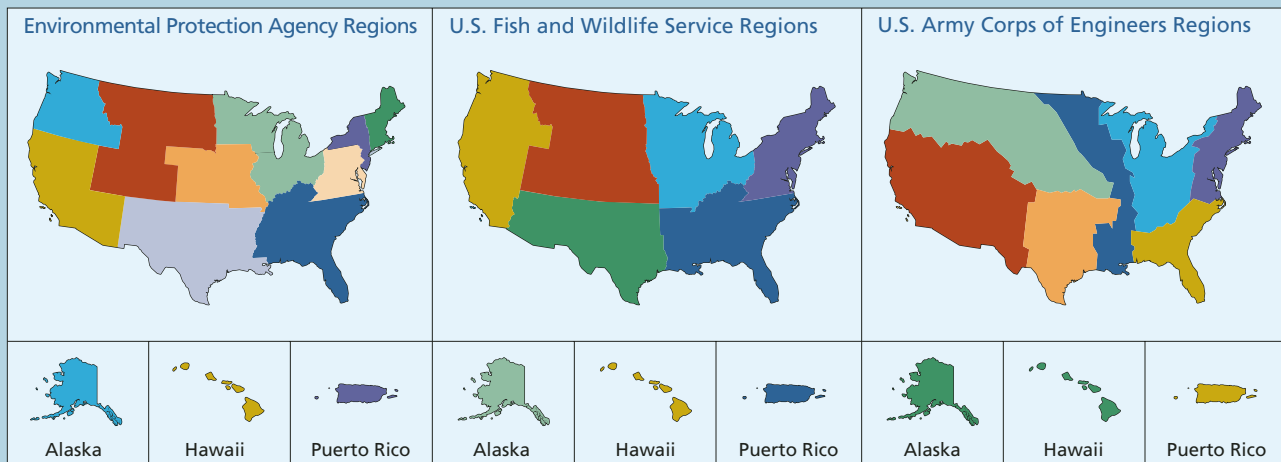 Environmental Protection Agency Regions
U.S. Fish and Wildlife Service Regions
U.S. Army Corps of Engineers Regions
Alaska
Hawaii
Puerto Rico
Alaska
Hawaii
Puerto Rico
Alaska
Hawaii
Puerto Rico